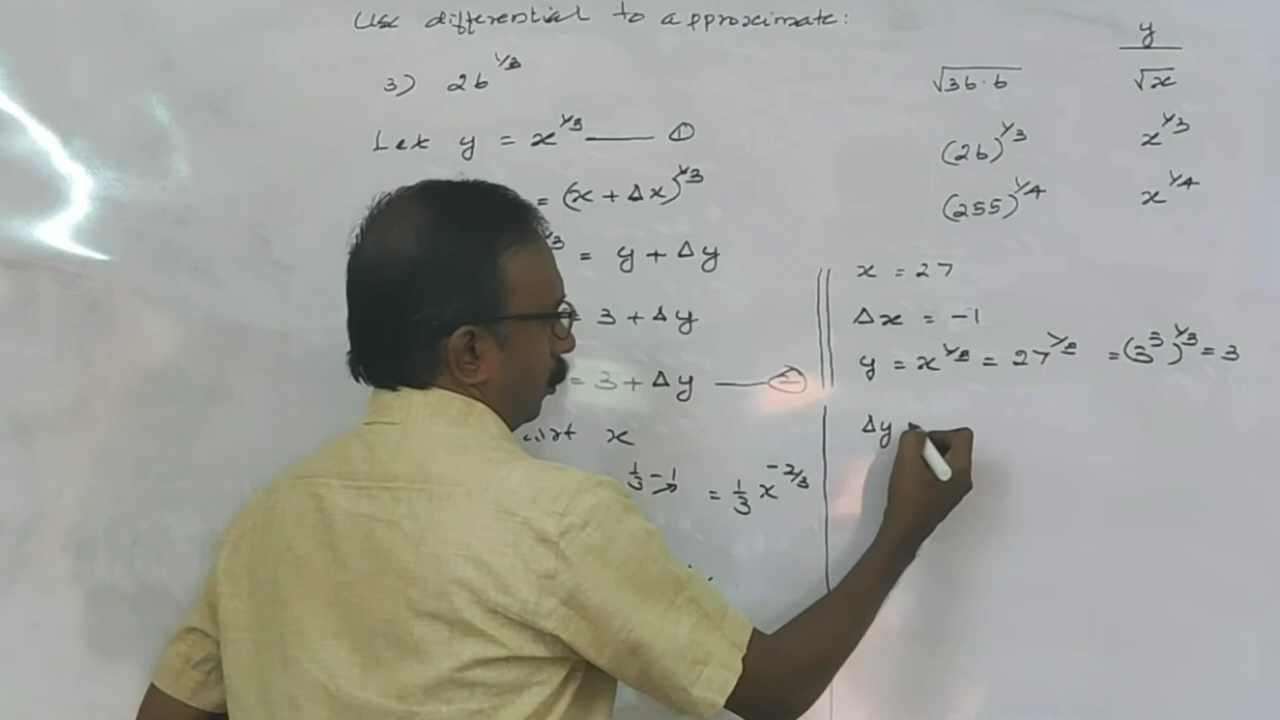 Use differential to approximate:
3) 26^1/3
Let y = x^1/3 —— ①
= (x + Δx)^1/3
= y + Δy
= 3 + Δy
= 3 + Δy —— ②
w.r.t x
1/3 - 1 = 1/3 x^-2/3
y
√36.6 √x
(26)^1/3 x^1/3
(255)^1/4 x^1/4
x = 27
Δx = -1
y = x^1/3 = 27^1/3 = (3^3)^1/3 = 3
Δy